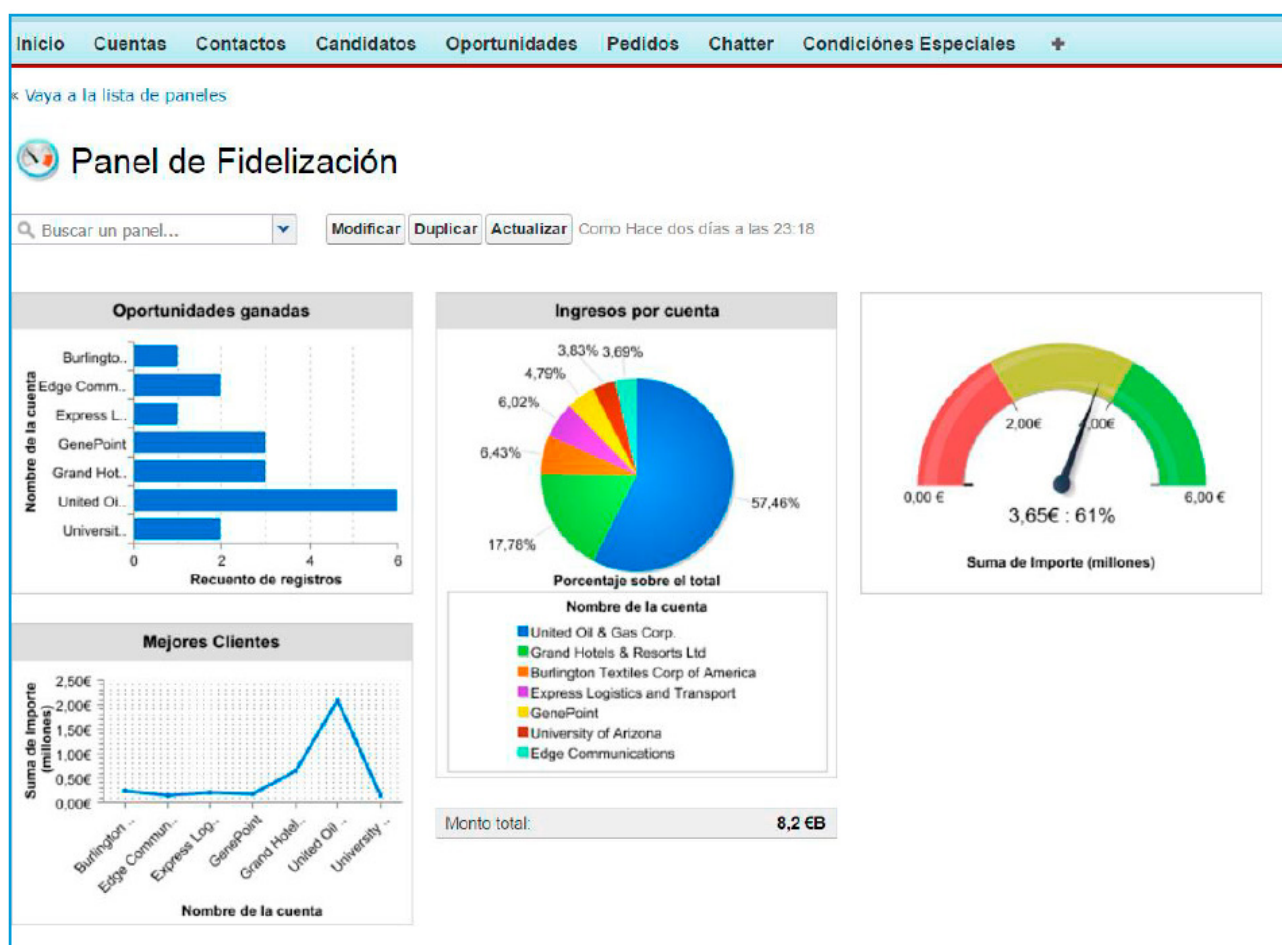 Inicio Cuentas Contactos Candidatos Oportunidades Pedidos Chatter Condiciónes Especiales +
« Vaya a la lista de paneles
Panel de Fidelización
Buscar un panel... Modificar Duplicar Actualizar Como Hace dos días a las 23:18
Oportunidades ganadas
Nombre de la cuenta
Burlingto..
Edge Comm..
Express L..
GenePoint
Grand Hot..
United Oi..
Universit..
0 2 4 6
Recuento de registros
Mejores Clientes
Suma de Importe
(millones)
2,50€
2,00€
1,50€
1,00€
0,50€
0,00€
Burlington ..
Edge Commun..
Express Log..
GenePoint
Grand Hotel..
United Oil ..
University ..
Nombre de la cuenta
Ingresos por cuenta
3,83% 3,69%
4,79%
6,02%
6,43%
57,46%
17,78%
Porcentaje sobre el total
Nombre de la cuenta
United Oil & Gas Corp.
Grand Hotels & Resorts Ltd
Burlington Textiles Corp of America
Express Logistics and Transport
GenePoint
University of Arizona
Edge Communications
Monto total: 8,2 €B
2,00€ 4,00€
0,00 € 6,00 €
3,65€ : 61%
Suma de Importe (millones)